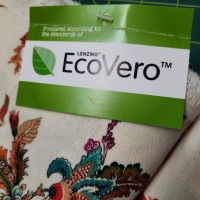 Produced according to
the standards of
LENZING™
EcoVero™